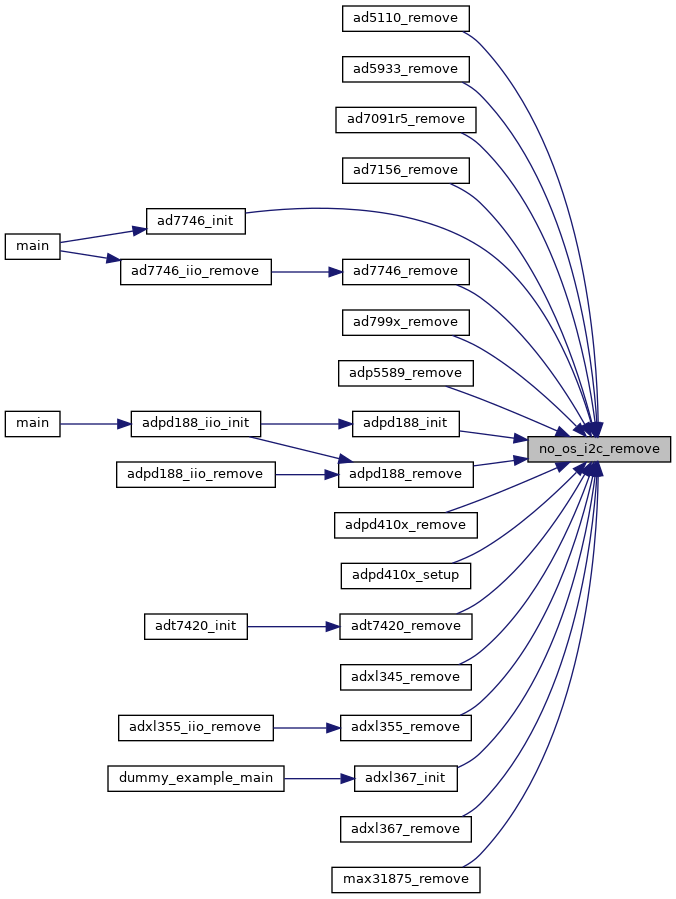 ad5110_remove
ad5933_remove
ad7091r5_remove
ad7156_remove
ad7746_init
main
ad7746_iio_remove
ad7746_remove
ad799x_remove
adp5589_remove
main
adpd188_iio_init
adpd188_init
no_os_i2c_remove
adpd188_iio_remove
adpd188_remove
adpd410x_remove
adpd410x_setup
adt7420_init
adt7420_remove
adxl345_remove
adxl355_iio_remove
adxl355_remove
dummy_example_main
adxl367_init
adxl367_remove
max31875_remove